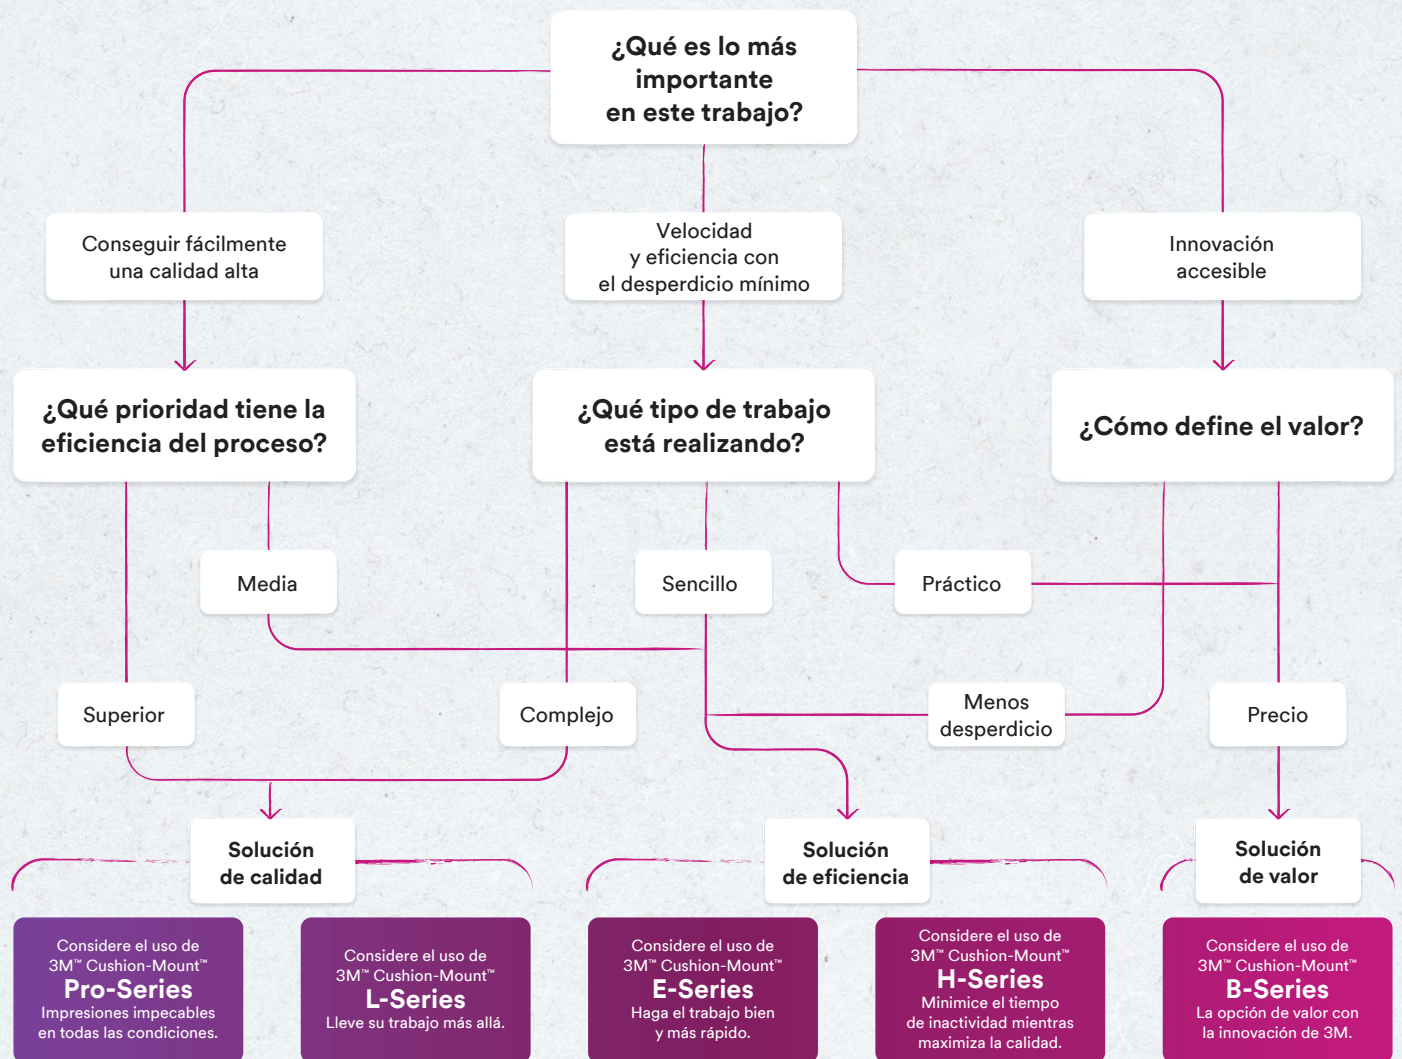 ¿Qué es lo más
importante
en este trabajo?
Conseguir fácilmente
una calidad alta
Velocidad
y eficiencia con
el desperdicio mínimo
Innovación
accesible
¿Qué prioridad tiene la
eficiencia del proceso?
¿Qué tipo de trabajo
está realizando?
¿Cómo define el valor?
Media
Sencillo
Práctico
Superior
Complejo
Menos
desperdicio
Precio
Solución
de calidad
Solución
de eficiencia
Solución
de valor
Considere el uso de
3M™ Cushion-Mount™
Pro-Series
Impresiones impecables
en todas las condiciones.
Considere el uso de
3M™ Cushion-Mount™
L-Series
Lleve su trabajo más allá.
Considere el uso de
3M™ Cushion-Mount™
E-Series
Haga el trabajo bien
y más rápido.
Considere el uso de
3M™ Cushion-Mount™
H-Series
Minimice el tiempo
de inactividad mientras
maximiza la calidad.
Considere el uso de
3M™ Cushion-Mount™
B-Series
La opción de valor con
la innovación de 3M.